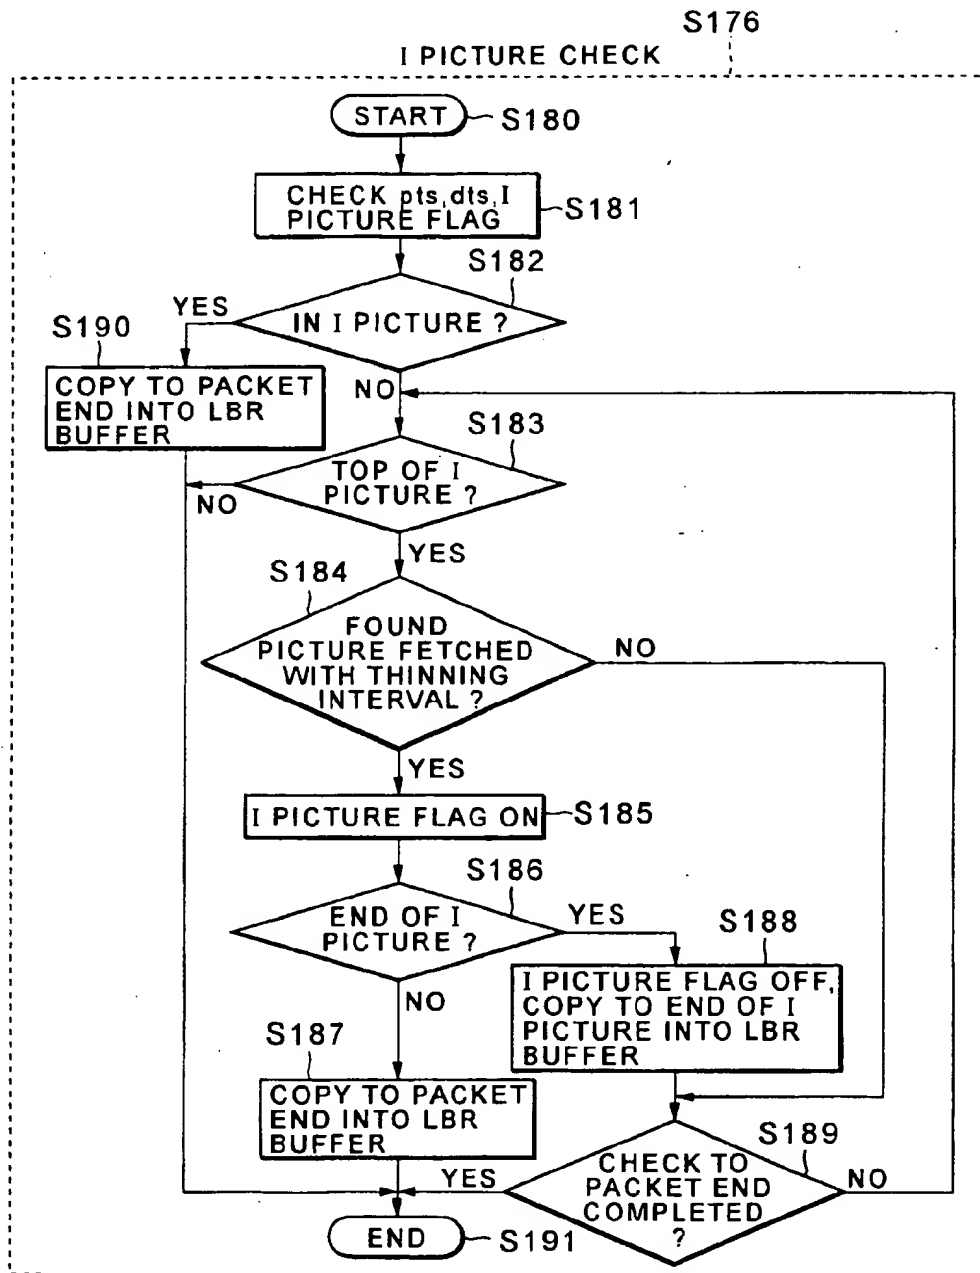 S176
I PICTURE CHECK
START
S180
CHECK pts,dts,I
PICTURE FLAG
S181
S182
IN I PICTURE ?
YES
S190
COPY TO PACKET
END INTO LBR
BUFFER
NO
S183
TOP OF I
PICTURE ?
NO
YES
S184
FOUND
PICTURE FETCHED
WITH THINNING
INTERVAL ?
NO
YES
I PICTURE FLAG ON
S185
S186
END OF I
PICTURE ?
YES
S188
I PICTURE FLAG OFF,
COPY TO END OF I
PICTURE INTO LBR
BUFFER
NO
S187
COPY TO PACKET
END INTO LBR
BUFFER
S189
CHECK TO
PACKET END
COMPLETED
?
YES
NO
END
S191